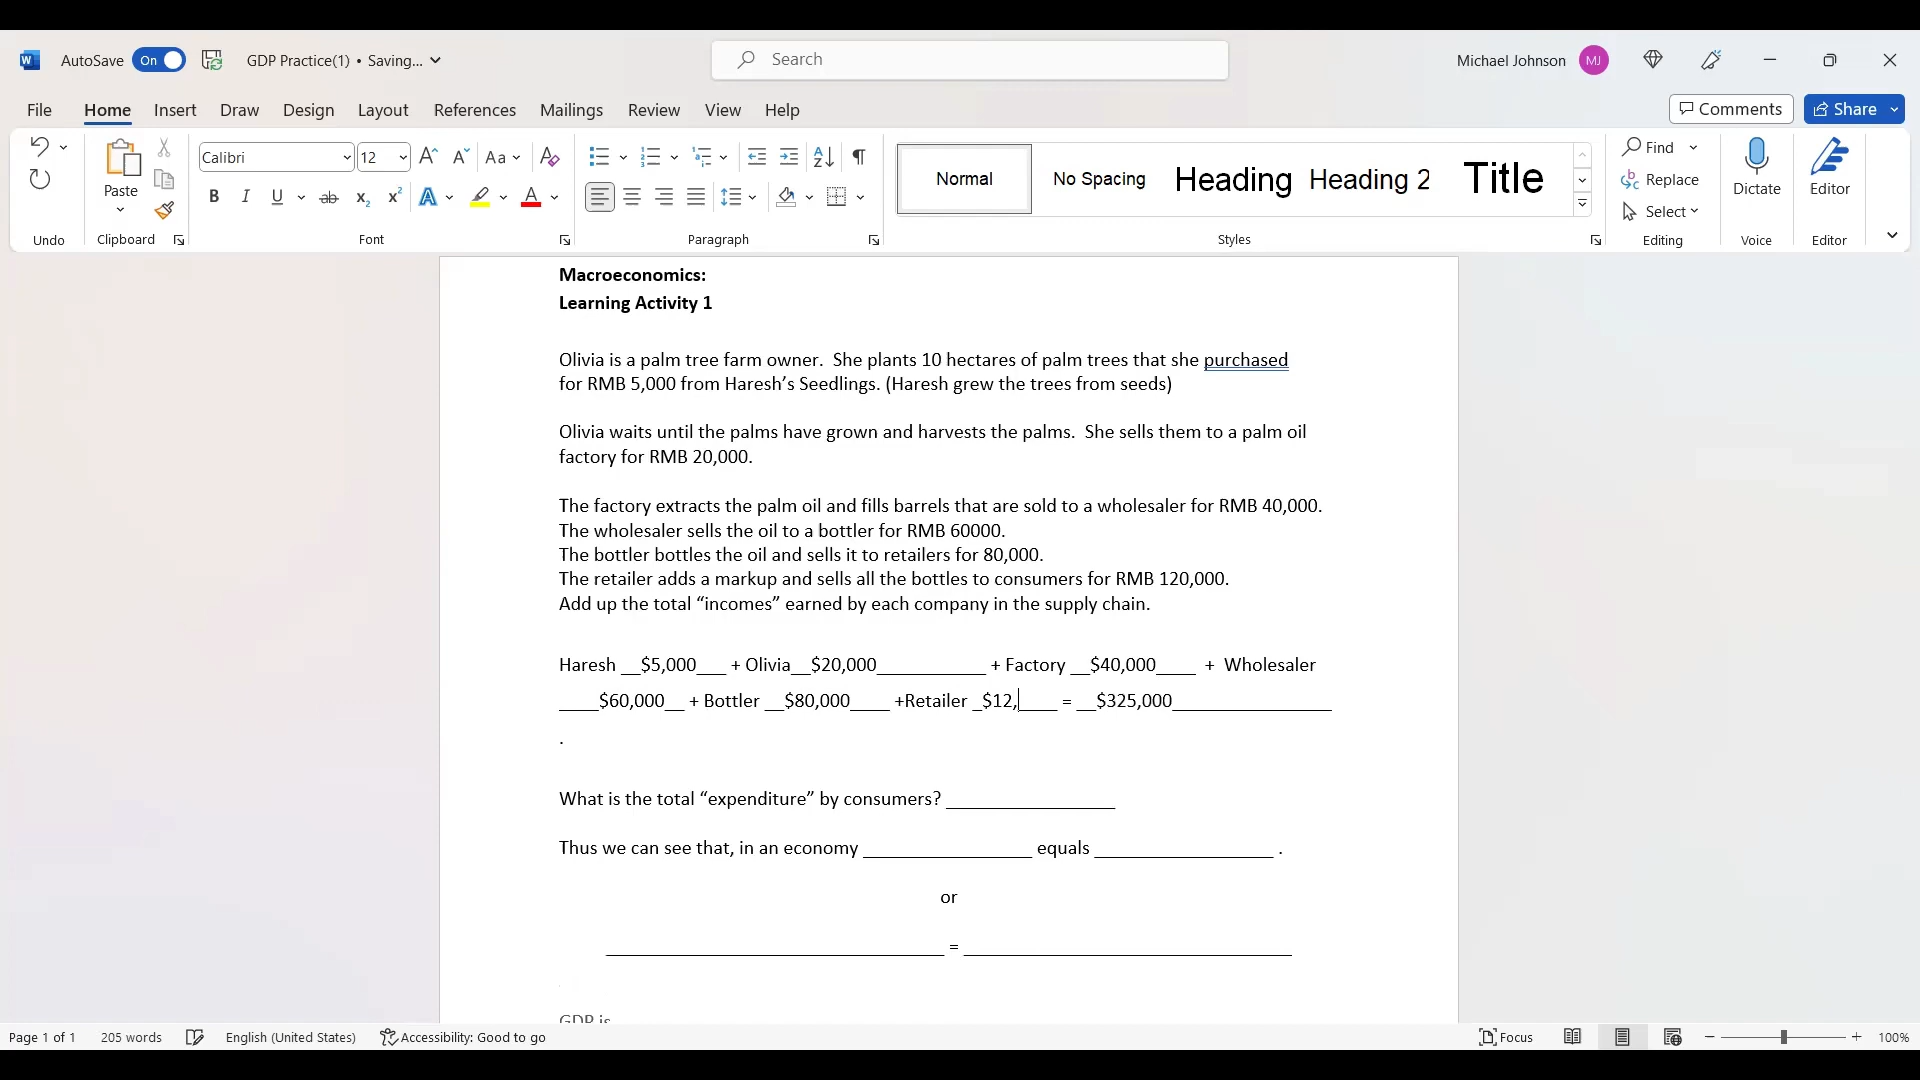 AutoSave On GDP Practice(1) • Saving... Search Michael Johnson MJ
File Home Insert Draw Design Layout References Mailings Review View Help Comments Share
Calibri 12 Aa Normal No Spacing Heading Heading 2 Title Find
Paste Replace Dictate Editor
B I U ab x₂ x² A A Select
Undo Clipboard Font Paragraph Styles Editing Voice Editor
Macroeconomics:
Learning Activity 1
Olivia is a palm tree farm owner.  She plants 10 hectares of palm trees that she purchased
for RMB 5,000 from Haresh’s Seedlings. (Haresh grew the trees from seeds)
Olivia waits until the palms have grown and harvests the palms.  She sells them to a palm oil
factory for RMB 20,000.
The factory extracts the palm oil and fills barrels that are sold to a wholesaler for RMB 40,000.
The wholesaler sells the oil to a bottler for RMB 60000.
The bottler bottles the oil and sells it to retailers for 80,000.
The retailer adds a markup and sells all the bottles to consumers for RMB 120,000.
Add up the total “incomes” earned by each company in the supply chain.
Haresh __$5,000___ + Olivia__$20,000___________ + Factory __$40,000____ +  Wholesaler
____$60,000__ + Bottler __$80,000____ +Retailer _$12,____ = __$325,000________________
.
What is the total “expenditure” by consumers? _________________
Thus we can see that, in an economy _________________ equals __________________ .
or
__________________________________ = _________________________________
GDP is
Page 1 of 1 205 words English (United States) Accessibility: Good to go Focus 100%